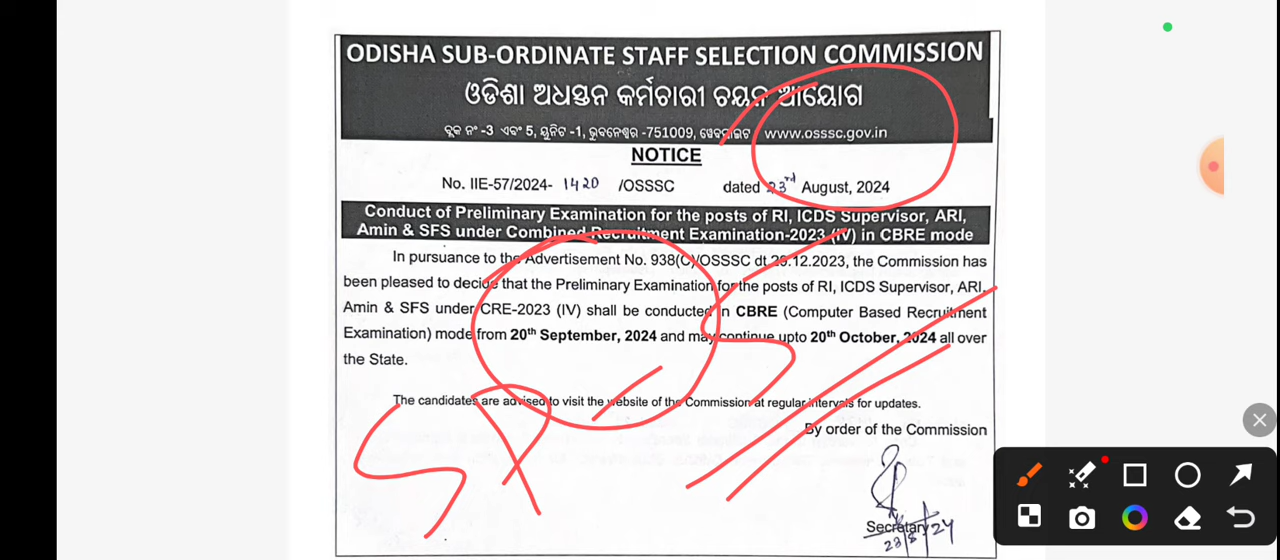 ODISHA SUB-ORDINATE STAFF SELECTION COMMISSION
ଓଡିଶା ଅଧସ୍ତନ କର୍ମଚାରୀ ଚୟନ ଆୟୋଗ
ବ୍ଲକ ନଂ -3 ଏବଂ 5, ୟୁନିଟ -1, ଭୁବନେଶ୍ୱର -751009, ୱେବସାଇଟ www.osssc.gov.in
NOTICE
No. IIE-57/2024- 1420 /OSSSC dated 23rd August, 2024
Conduct of Preliminary Examination for the posts of RI, ICDS Supervisor, ARI,
Amin & SFS under Combined Recruitment Examination-2023 (IV) in CBRE mode
In pursuance to the Advertisement No. 938(C)/OSSSC dt 26.12.2023, the Commission has
been pleased to decide that the Preliminary Examination for the posts of RI, ICDS Supervisor, ARI,
Amin & SFS under CRE-2023 (IV) shall be conducted in CBRE (Computer Based Recruitment
Examination) mode from 20th September, 2024 and may continue upto 20th October, 2024 all over
the State.
The candidates are advised to visit the website of the Commission at regular intervals for updates.
By order of the Commission
Secretary
23/8/24